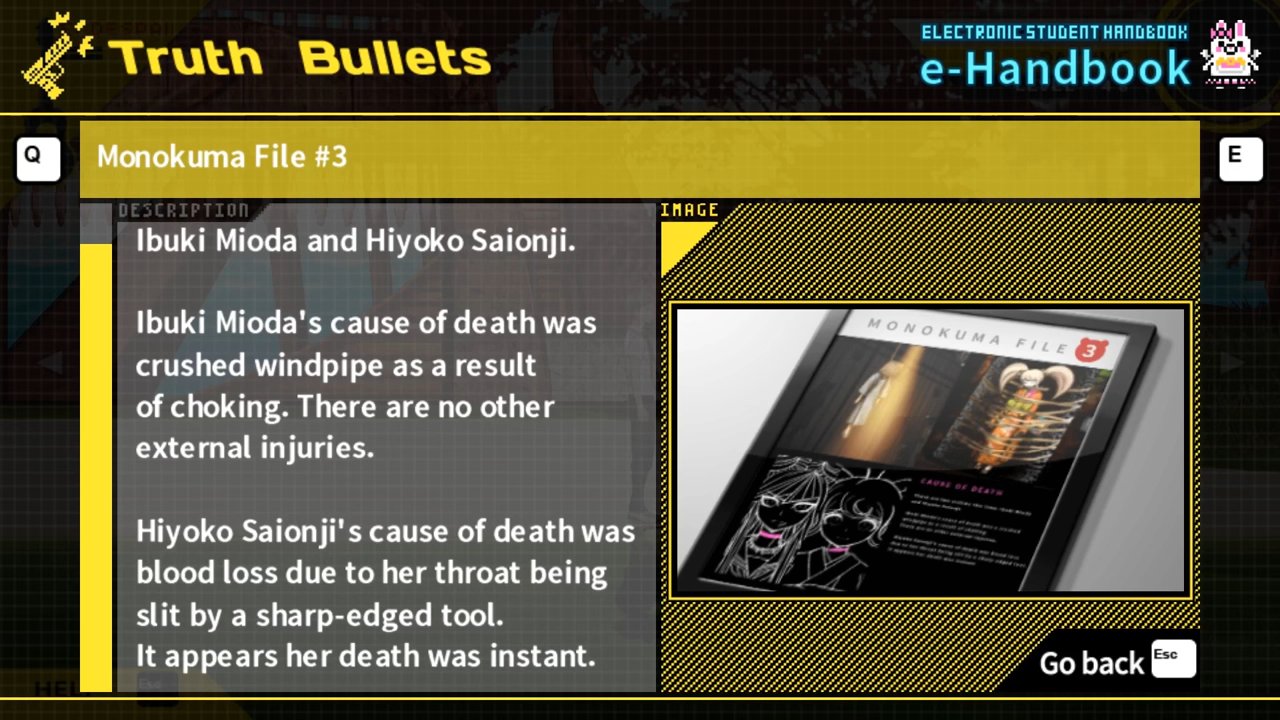 Truth Bullets
ELECTRONIC STUDENT HANDBOOK
e-Handbook
Q
E
Monokuma File #3
DESCRIPTION
IMAGE
Ibuki Mioda and Hiyoko Saionji.
Ibuki Mioda's cause of death was
crushed windpipe as a result
of choking. There are no other
external injuries.
Hiyoko Saionji's cause of death was
blood loss due to her throat being
slit by a sharp-edged tool.
It appears her death was instant.
MONOKUMA FILE 3
CAUSE OF DEATH
Go back Esc